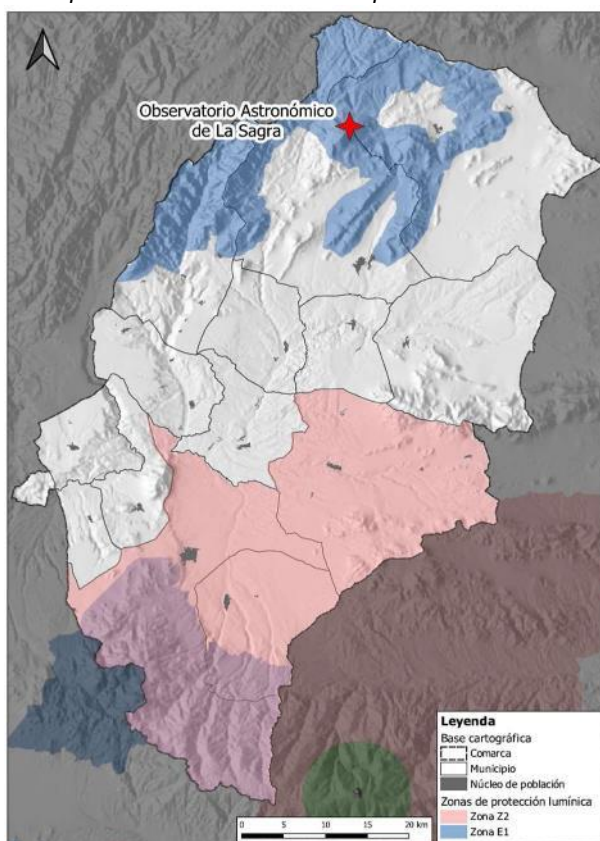 Observatorio Astronómico
de La Sagra
Leyenda
Base cartográfica
Comarca
Municipio
Núcleo de población
Zonas de protección lumínica
Zona Z2
Zona E1
0 5 10 15 20 km